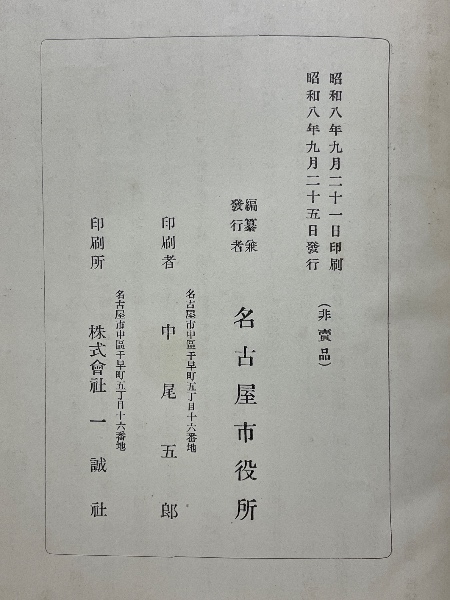 昭和八年九月二十一日印刷
昭和八年九月二十五日發行
(非賣品)
編纂兼
發行者
名古屋市役所
名古屋市中區千早町五丁目十六番地
印刷者
中尾五郎
名古屋市中區千早町五丁目十六番地
印刷所
株式會社一誠社